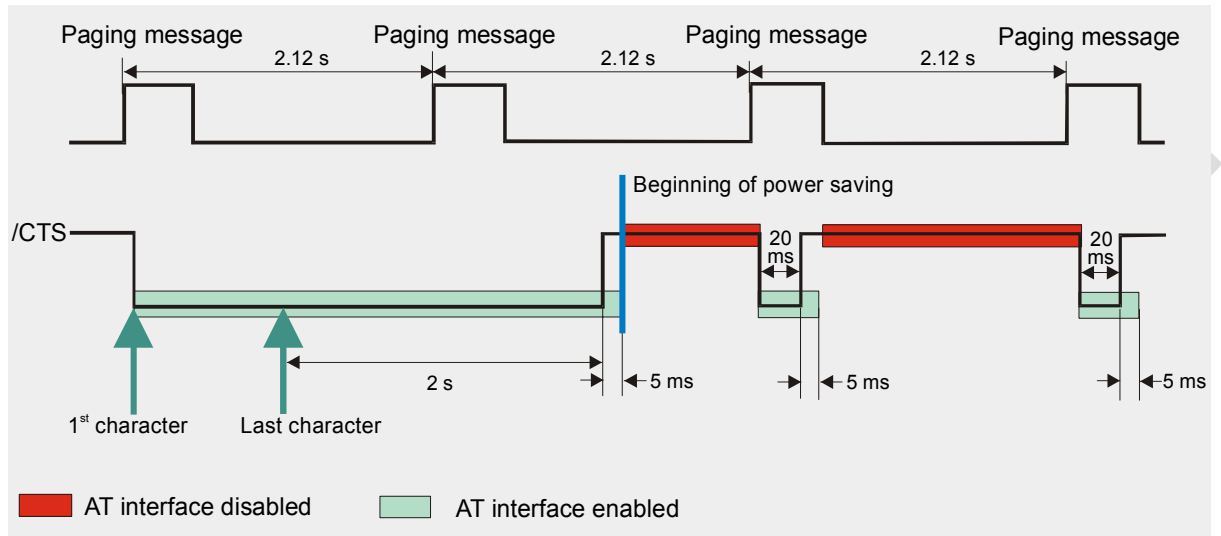 Paging message Paging message Paging message Paging message
2.12 s 2.12 s 2.12 s
Beginning of power saving
/CTS
20 ms
20 ms
2 s
5 ms
5 ms
5 ms
1st character
Last character
AT interface disabled
AT interface enabled